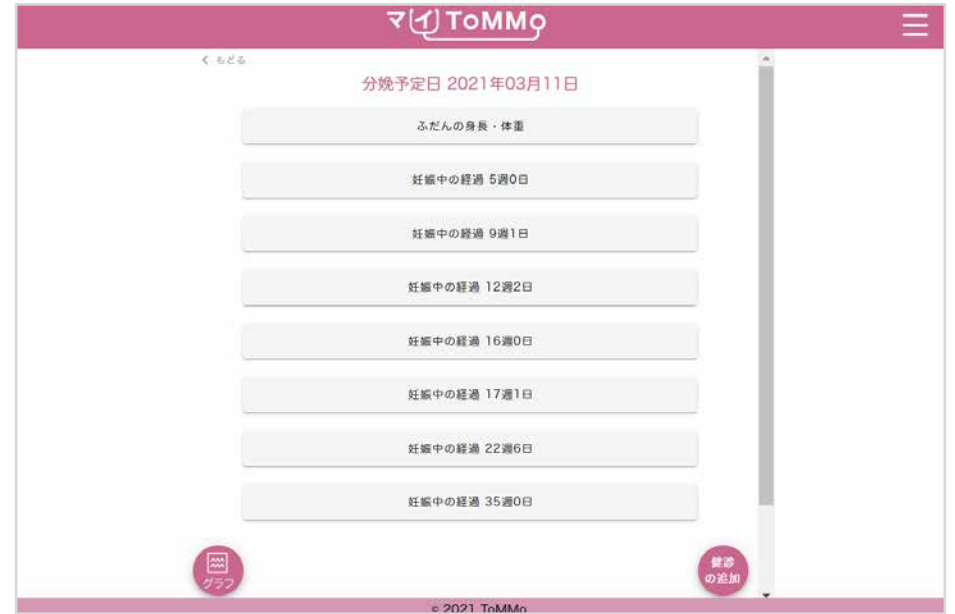 マイ ToMMo
もどる
分娩予定日 2021年03月11日
ふだんの身長・体重
妊娠中の経過 5週0日
妊娠中の経過 9週1日
妊娠中の経過 12週2日
妊娠中の経過 16週0日
妊娠中の経過 17週1日
妊娠中の経過 22週6日
妊娠中の経過 35週0日
グラフ
健診
の追加
© 2021 ToMMo